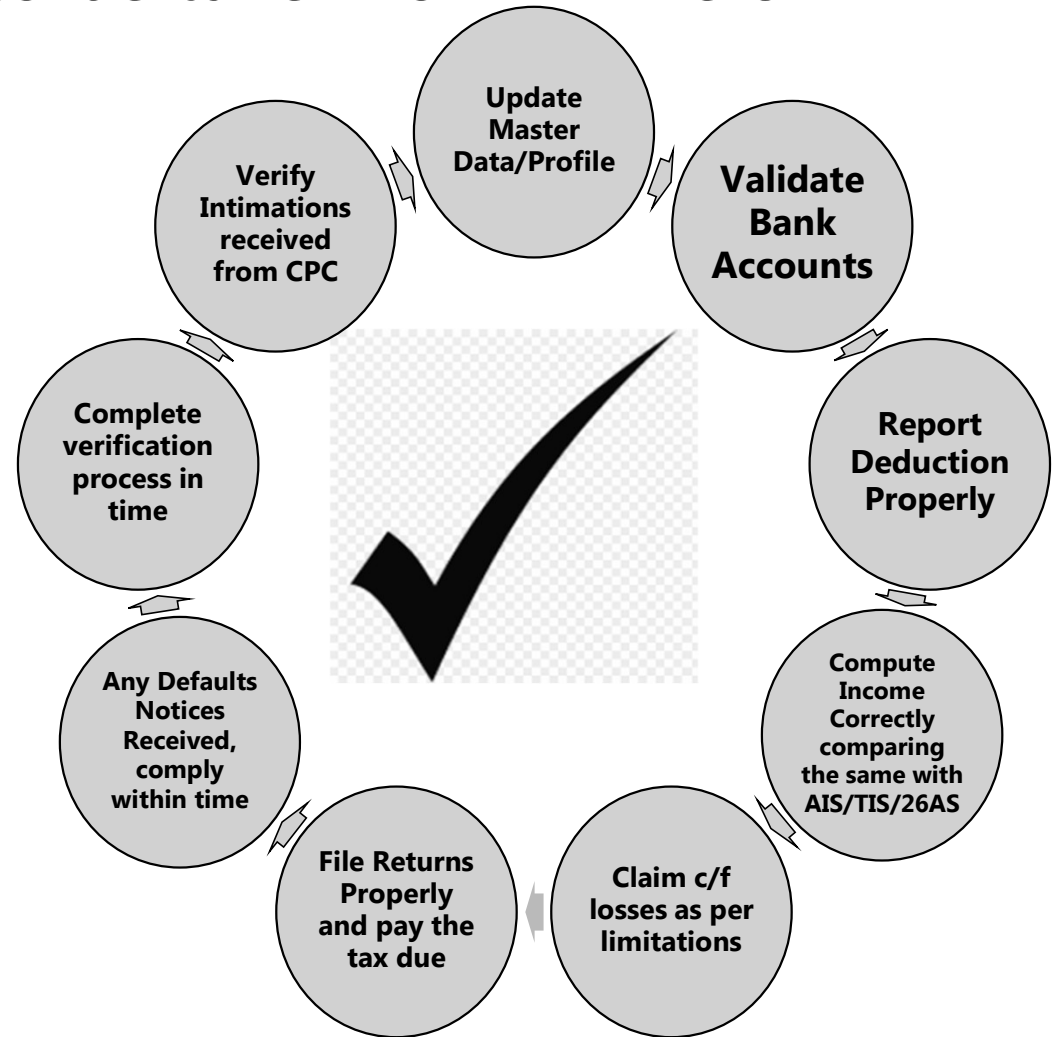 Update
Master
Data/Profile
Validate
Bank
Accounts
Report
Deduction
Properly
Compute
Income
Correctly
comparing
the same with
AIS/TIS/26AS
Claim c/f
losses as per
limitations
File Returns
Properly
and pay the
tax due
Any Defaults
Notices
Received,
comply
within time
Complete
verification
process in
time
Verify
Intimations
received
from CPC